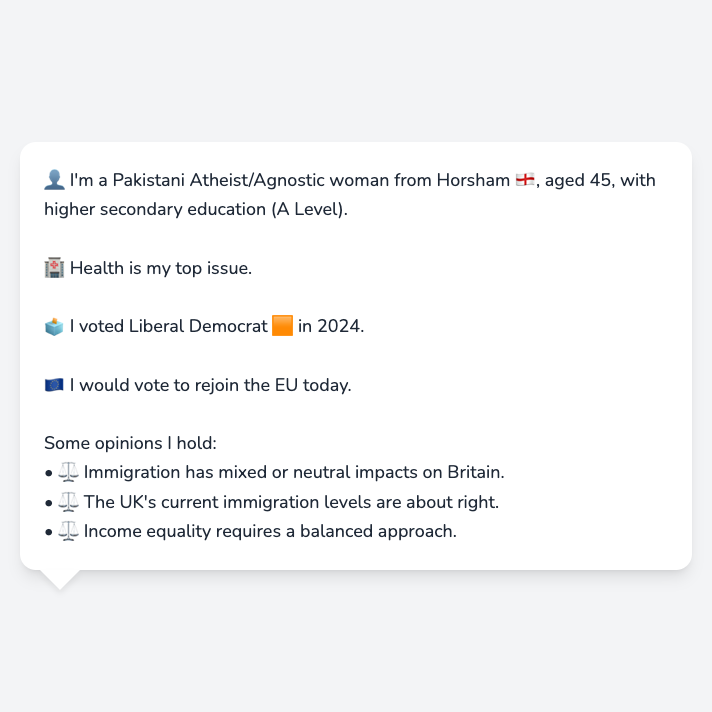 👤 I'm a Pakistani Atheist/Agnostic woman from Horsham 🏴󠁧󠁢󠁥󠁮󠁧󠁿, aged 45, with
higher secondary education (A Level).
🏥 Health is my top issue.
🗳️ I voted Liberal Democrat 🟧 in 2024.
🇪🇺 I would vote to rejoin the EU today.
Some opinions I hold:
• ⚖️ Immigration has mixed or neutral impacts on Britain.
• ⚖️ The UK's current immigration levels are about right.
• ⚖️ Income equality requires a balanced approach.